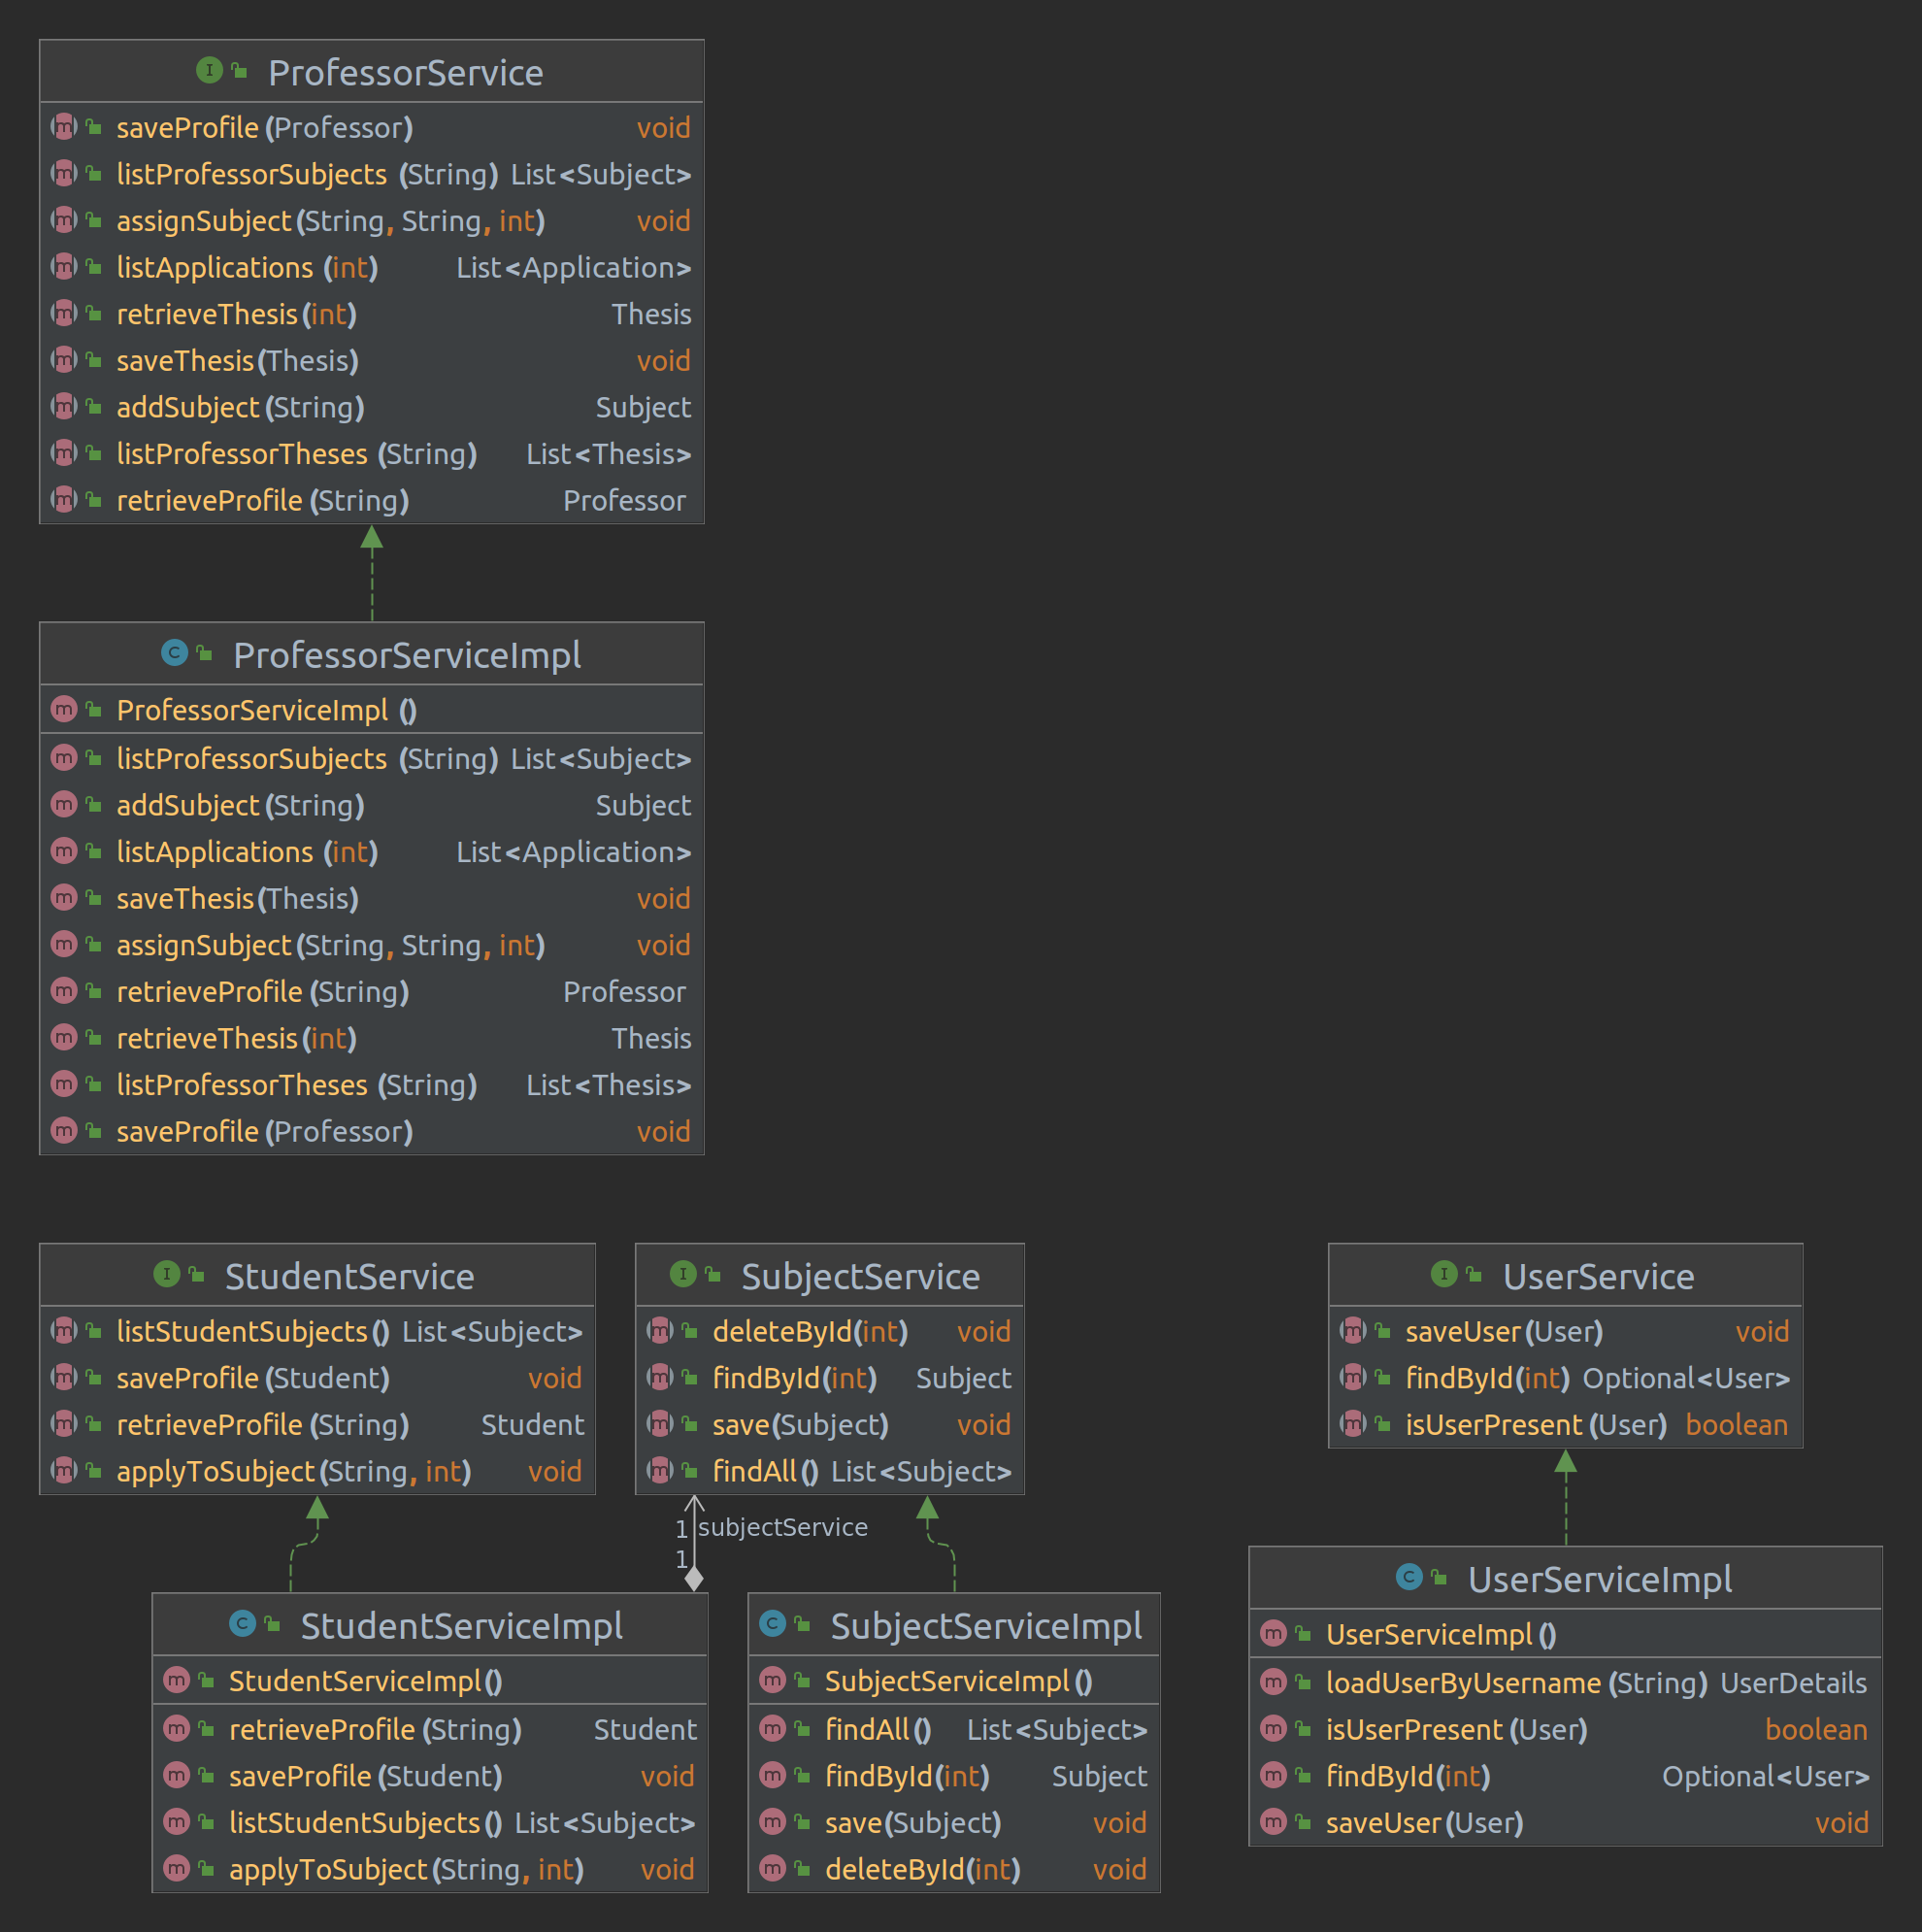 ProfessorService
saveProfile(Professor) void
listProfessorSubjects (String) List<Subject>
assignSubject(String, String, int) void
listApplications (int) List<Application>
retrieveThesis(int) Thesis
saveThesis(Thesis) void
addSubject(String) Subject
listProfessorTheses (String) List<Thesis>
retrieveProfile (String) Professor
ProfessorServiceImpl
ProfessorServiceImpl ()
listProfessorSubjects (String) List<Subject>
addSubject(String) Subject
listApplications (int) List<Application>
saveThesis(Thesis) void
assignSubject(String, String, int) void
retrieveProfile (String) Professor
retrieveThesis(int) Thesis
listProfessorTheses (String) List<Thesis>
saveProfile(Professor) void
StudentService
listStudentSubjects() List<Subject>
saveProfile(Student) void
retrieveProfile (String) Student
applyToSubject(String, int) void
SubjectService
deleteById(int) void
findById(int) Subject
save(Subject) void
findAll() List<Subject>
UserService
saveUser(User) void
findById(int) Optional<User>
isUserPresent(User) boolean
1 subjectService
1
StudentServiceImpl
StudentServiceImpl()
retrieveProfile (String) Student
saveProfile(Student) void
listStudentSubjects() List<Subject>
applyToSubject(String, int) void
SubjectServiceImpl
SubjectServiceImpl()
findAll() List<Subject>
findById(int) Subject
save(Subject) void
deleteById(int) void
UserServiceImpl
UserServiceImpl()
loadUserByUsername (String) UserDetails
isUserPresent(User) boolean
findById(int) Optional<User>
saveUser(User) void